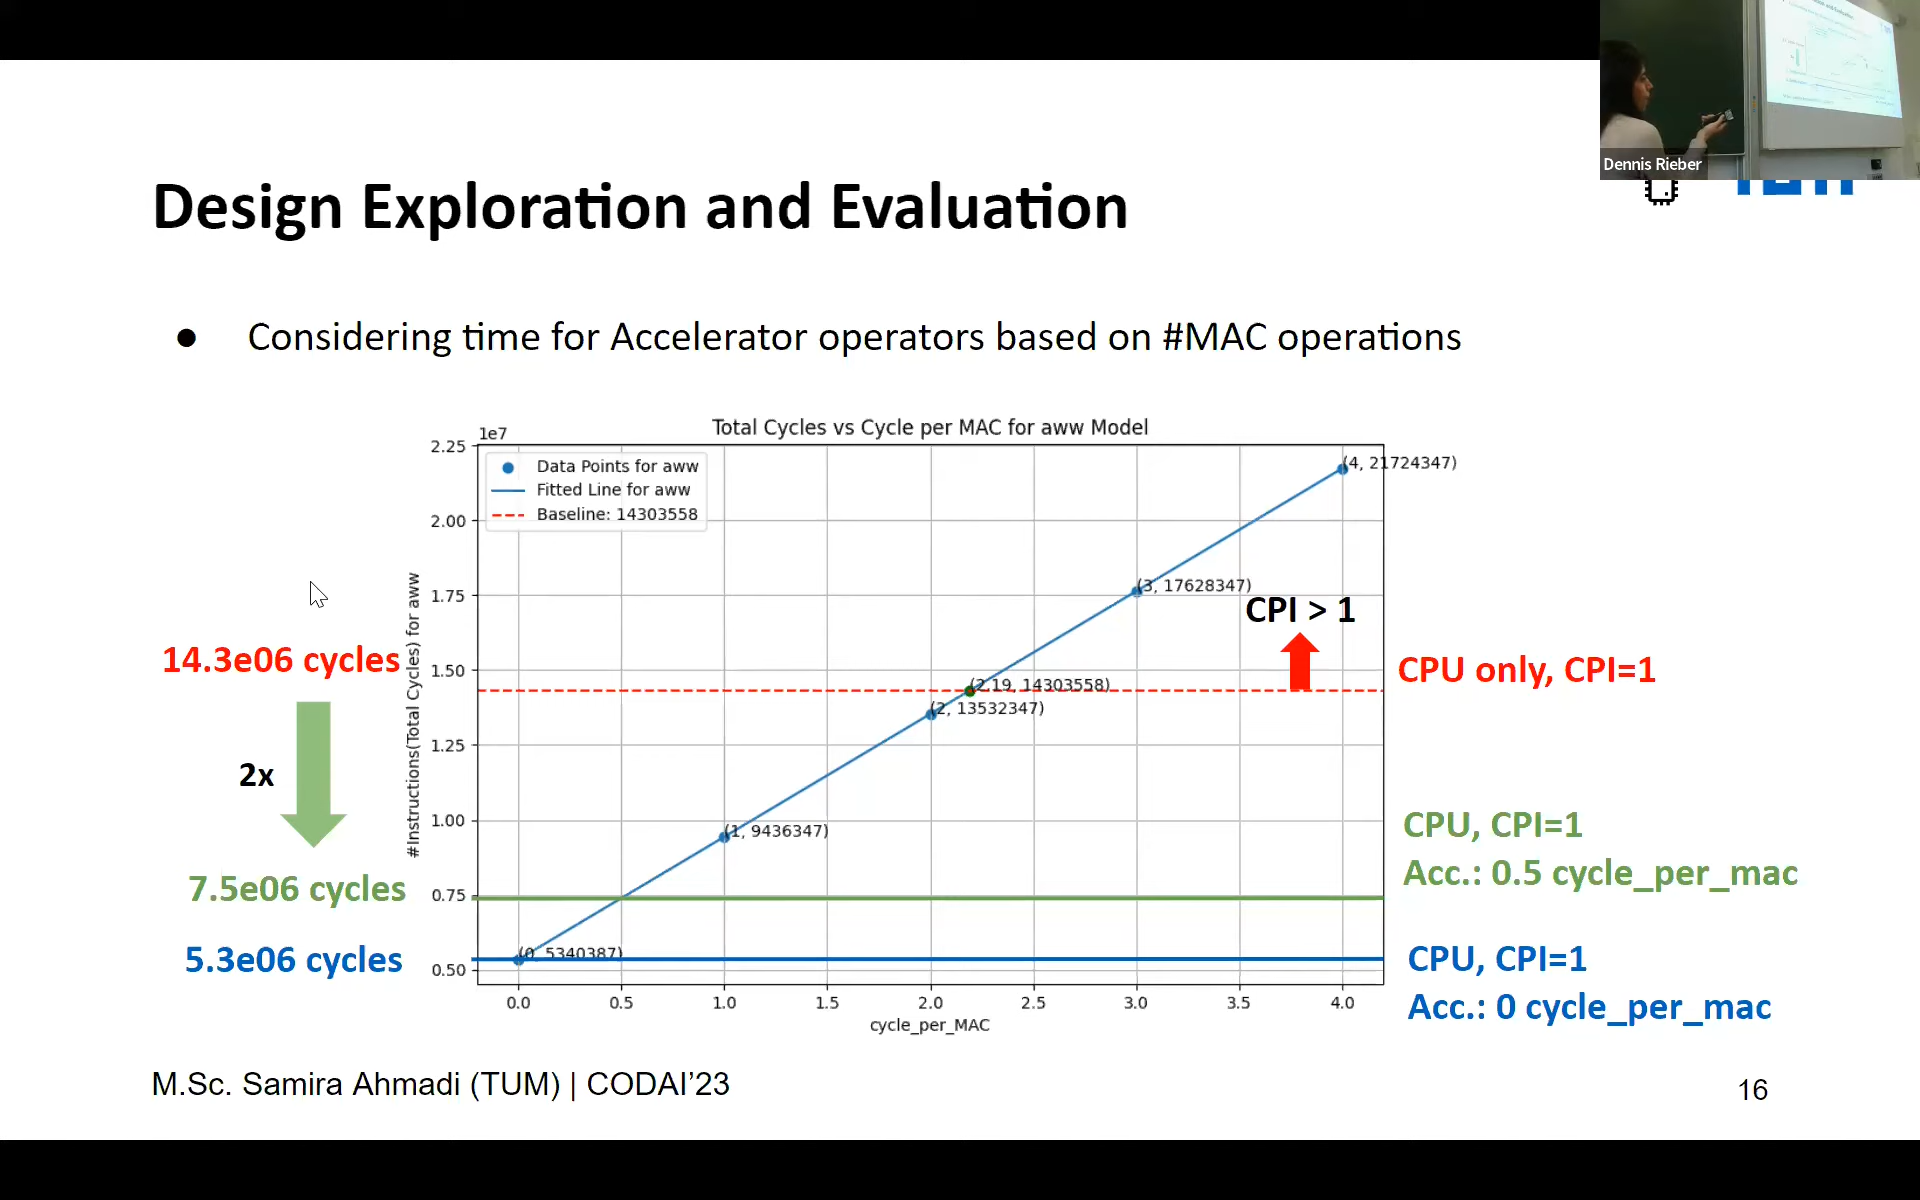 Dennis Rieber
Design Exploration and Evaluation
● Considering time for Accelerator operators based on #MAC operations
Total Cycles vs Cycle per MAC for aww Model
1e7
2.25
2.00
1.75
1.50
1.25
1.00
0.75
0.50
#Instructions(Total Cycles) for aww
Data Points for aww
Fitted Line for aww
Baseline: 14303558
(4, 21724347)
(3, 17628347)
CPI > 1
(2.19, 14303558)
(2, 13532347)
(1, 9436347)
(0, 5340387)
0.0 0.5 1.0 1.5 2.0 2.5 3.0 3.5 4.0
cycle_per_MAC
14.3e06 cycles
2x
7.5e06 cycles
5.3e06 cycles
CPU only, CPI=1
CPU, CPI=1
Acc.: 0.5 cycle_per_mac
CPU, CPI=1
Acc.: 0 cycle_per_mac
M.Sc. Samira Ahmadi (TUM) | CODAI’23
16